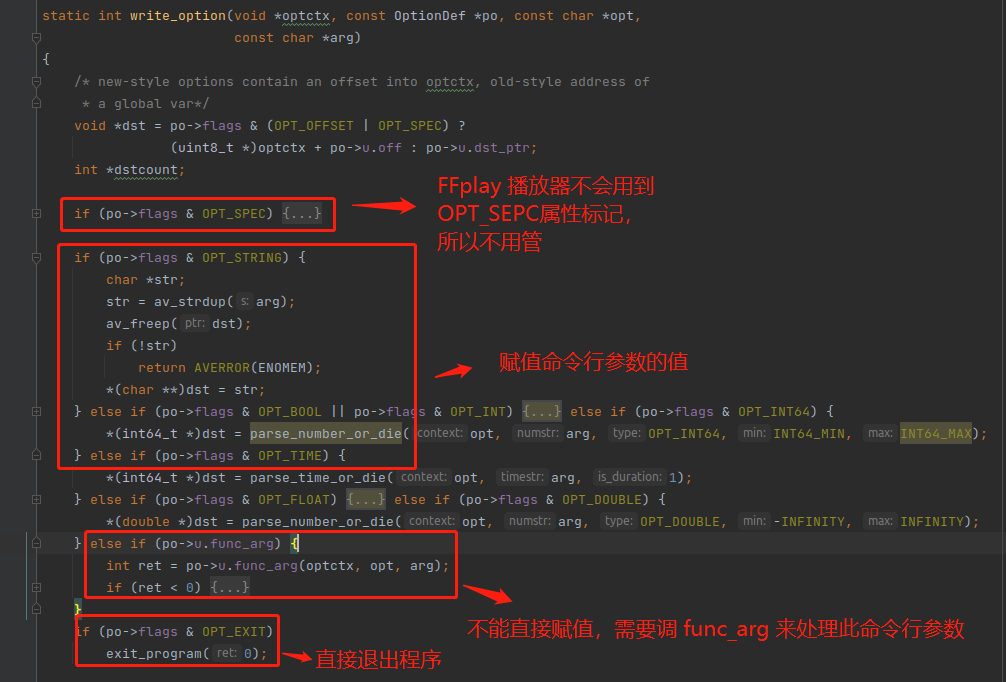 static int write_option(void *optctx, const OptionDef *po, const char *opt,
const char *arg)
{
/* new-style options contain an offset into optctx, old-style address of
* a global var*/
void *dst = po->flags & (OPT_OFFSET | OPT_SPEC) ?
(uint8_t *)optctx + po->u.off : po->u.dst_ptr;
int *dstcount;
if (po->flags & OPT_SPEC) {...}
FFplay 播放器不会用到
OPT_SEPC属性标记，
所以不用管
if (po->flags & OPT_STRING) {
char *str;
str = av_strdup( s: arg);
av_freep( ptr: dst);
if (!str)
return AVERROR(ENOMEM);
*(char **)dst = str;
赋值命令行参数的值
} else if (po->flags & OPT_BOOL || po->flags & OPT_INT) {...} else if (po->flags & OPT_INT64) {
*(int64_t *)dst = parse_number_or_die( context: opt, numstr: arg, type: OPT_INT64, min: INT64_MIN, max: INT64_MAX);
} else if (po->flags & OPT_TIME) {
*(int64_t *)dst = parse_time_or_die( context: opt, timestr: arg, is_duration: 1);
} else if (po->flags & OPT_FLOAT) {...} else if (po->flags & OPT_DOUBLE) {
*(double *)dst = parse_number_or_die( context: opt, numstr: arg, type: OPT_DOUBLE, min: -INFINITY, max: INFINITY);
} else if (po->u.func_arg) {
int ret = po->u.func_arg(optctx, opt, arg);
if (ret < 0) {...}
}
不能直接赋值，需要调 func_arg 来处理此命令行参数
if (po->flags & OPT_EXIT)
exit_program( ret: 0);
直接退出程序